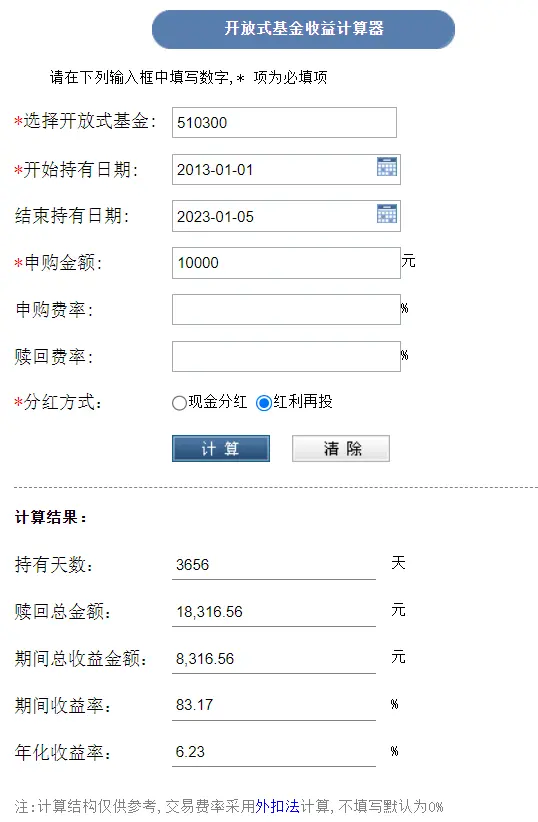 开放式基金收益计算器
请在下列输入框中填写数字,* 项为必填项
*选择开放式基金: 510300
*开始持有日期: 2013-01-01
结束持有日期: 2023-01-05
*申购金额: 10000 元
申购费率: %
赎回费率: %
*分红方式: 现金分红 红利再投
计 算 清 除
计算结果:
持有天数: 3656 天
赎回总金额: 18,316.56 元
期间总收益金额: 8,316.56 元
期间收益率: 83.17 %
年化收益率: 6.23 %
注:计算结构仅供参考,交易费率采用外扣法计算,不填写默认为0%